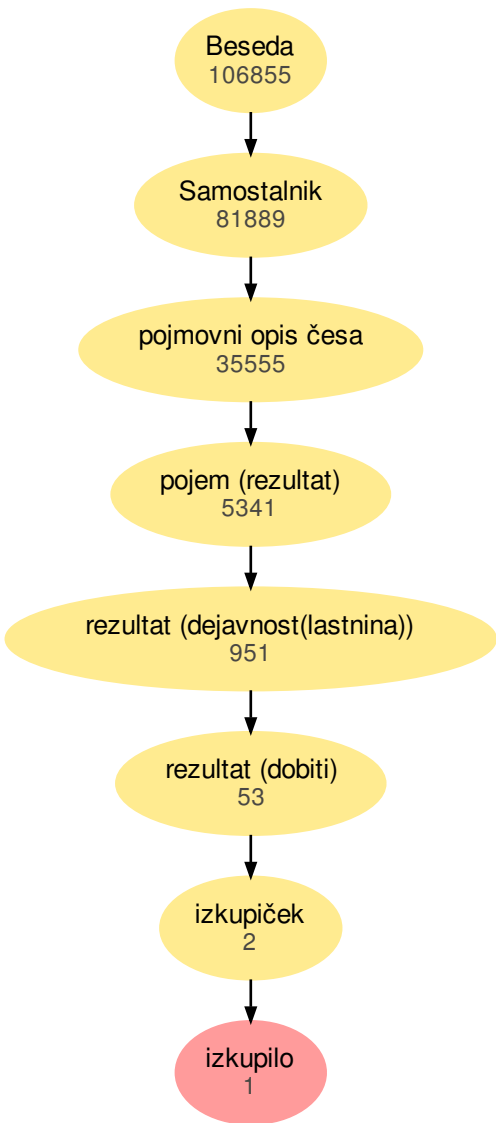 Beseda
106855
Samostalnik
81889
pojmovni opis česa
35555
pojem (rezultat)
5341
rezultat (dejavnost(lastnina))
951
rezultat (dobiti)
53
izkupiček
2
izkupilo
1